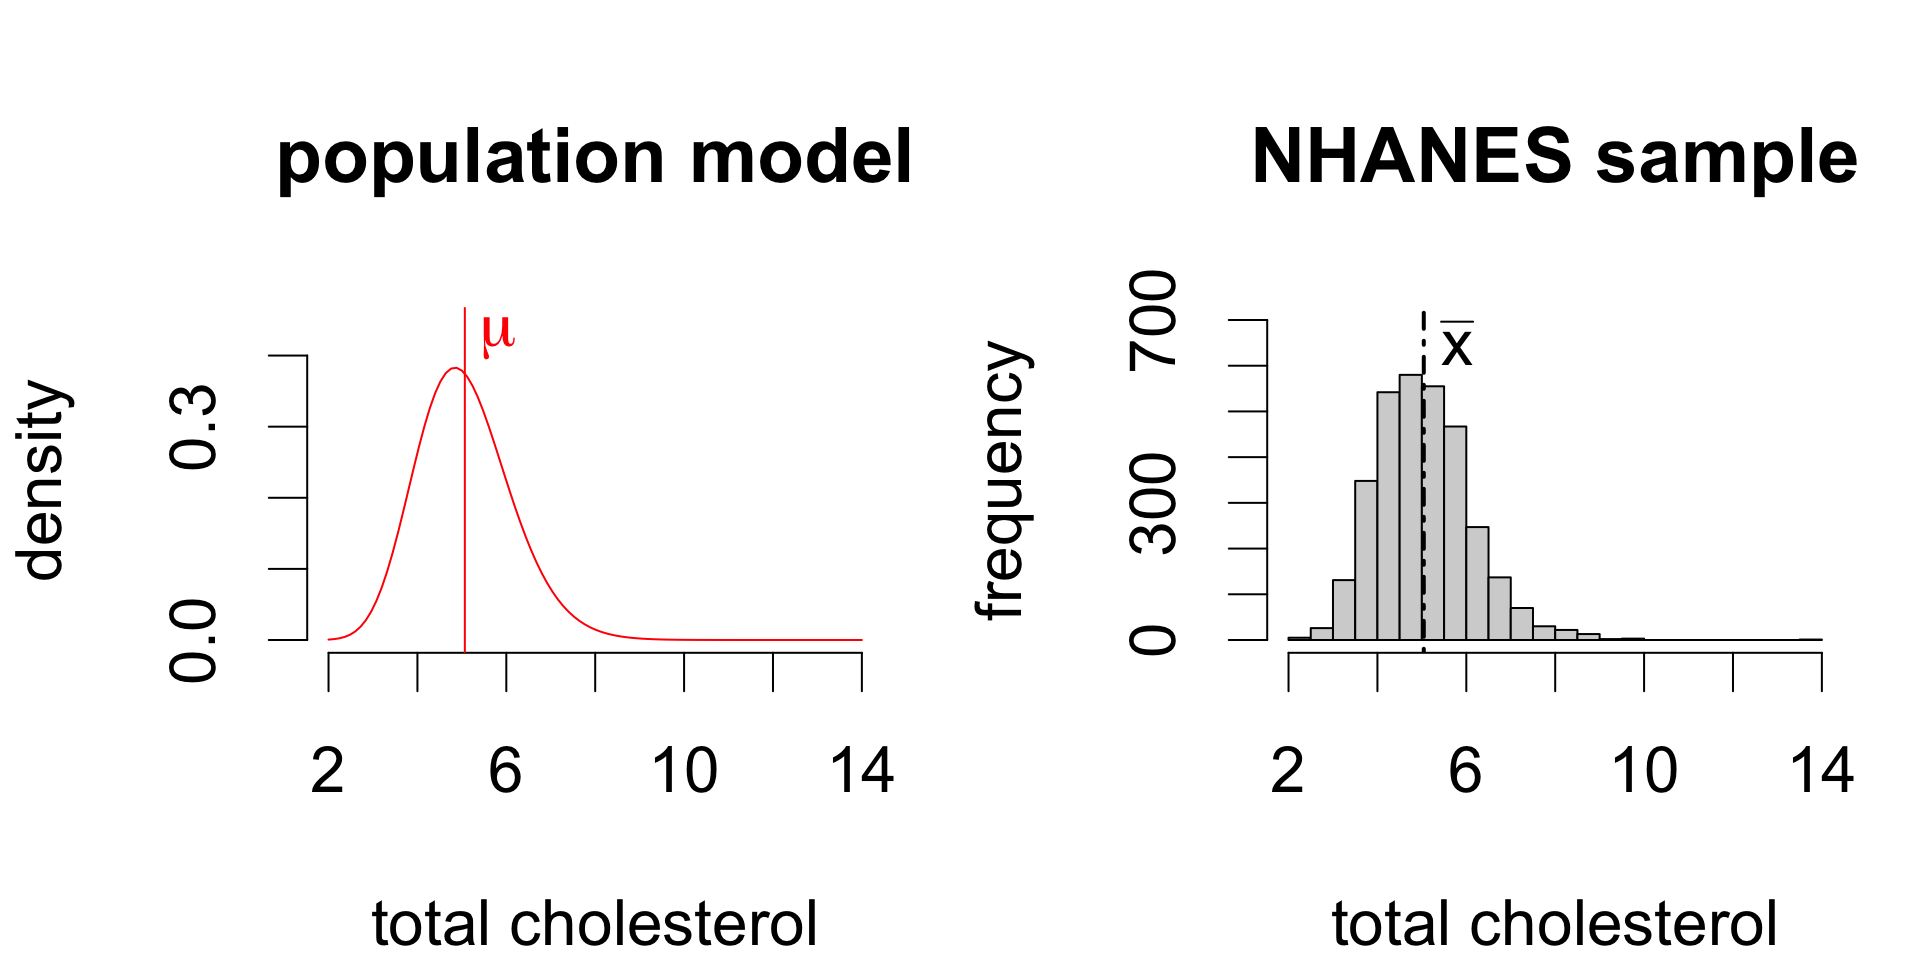 population model
μ
density
0.3
0.0
2 6 10 14
total cholesterol
NHANES sample
x̄
frequency
700
300
0
2 6 10 14
total cholesterol